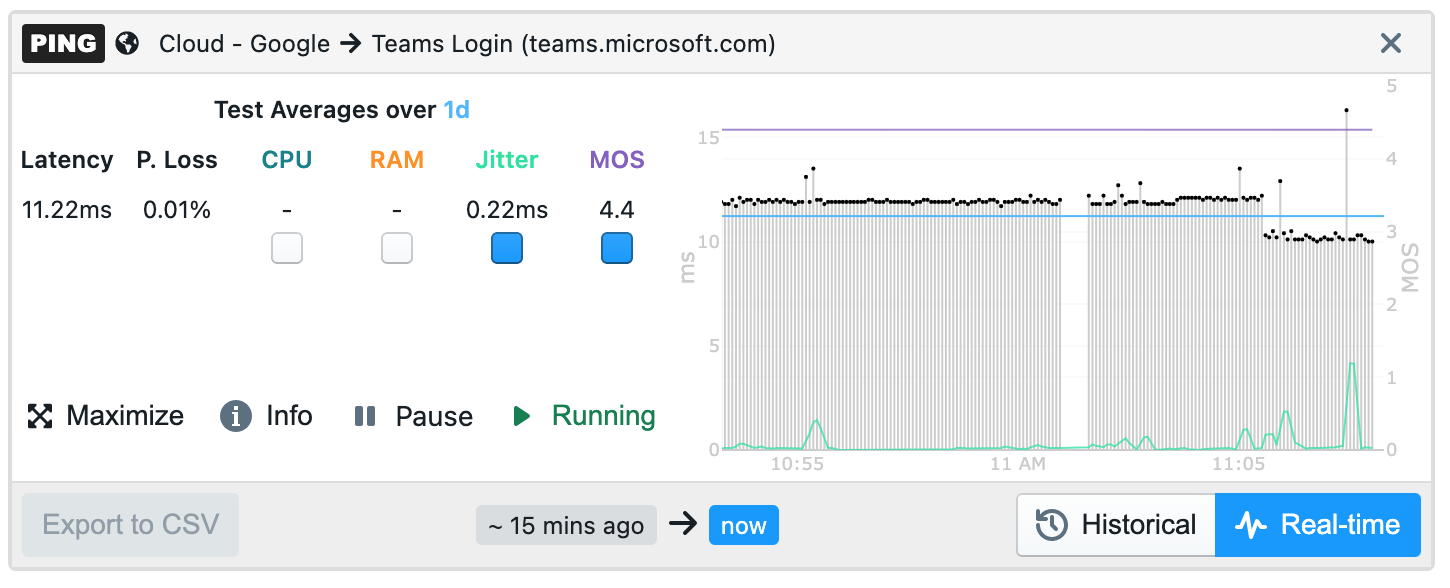 PING Cloud - Google → Teams Login (teams.microsoft.com)
Test Averages over 1d
Latency P. Loss CPU RAM Jitter MOS
11.22ms 0.01% - - 0.22ms 4.4
Maximize Info Pause Running
15
10
5
0
ms
10:55 11 AM 11:05
5
4
3
2
1
0
MOS
Export to CSV ~ 15 mins ago → now Historical Real-time